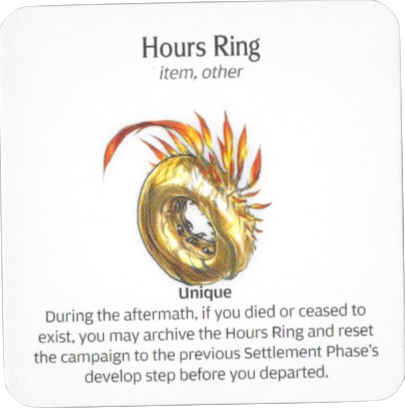 Hours Ring
item, other
Unique
During the aftermath, if you died or ceased to
exist, you may archive the Hours Ring and reset
the campaign to the previous Settlement Phase's
develop step before you departed.